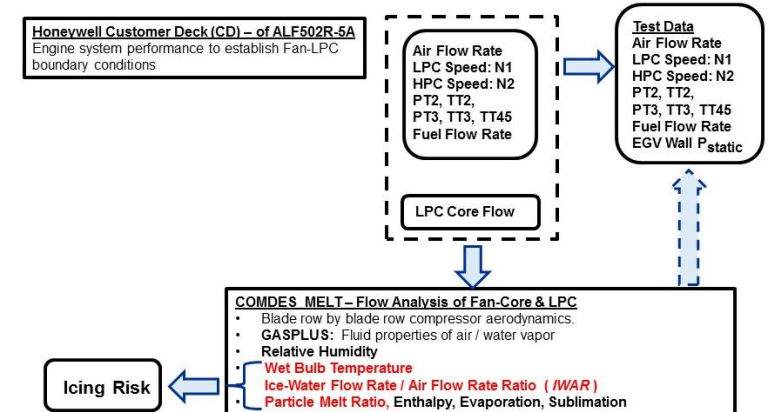 Honeywell Customer Deck (CD) – of ALF502R-5A
Engine system performance to establish Fan-LPC
boundary conditions
Air Flow Rate
LPC Speed: N1
HPC Speed: N2
PT2, TT2,
PT3, TT3, TT45
Fuel Flow Rate
LPC Core Flow
Test Data
Air Flow Rate
LPC Speed: N1
HPC Speed: N2
PT2, TT2,
PT3, TT3, TT45
Fuel Flow Rate
EGV Wall Pstatic
COMDES_MELT – Flow Analysis of Fan-Core & LPC
• Blade row by blade row compressor aerodynamics.
• GASPLUS: Fluid properties of air / water vapor
• Relative Humidity
• Wet Bulb Temperature
• Ice-Water Flow Rate / Air Flow Rate Ratio ( IWAR )
• Particle Melt Ratio, Enthalpy, Evaporation, Sublimation
Icing Risk